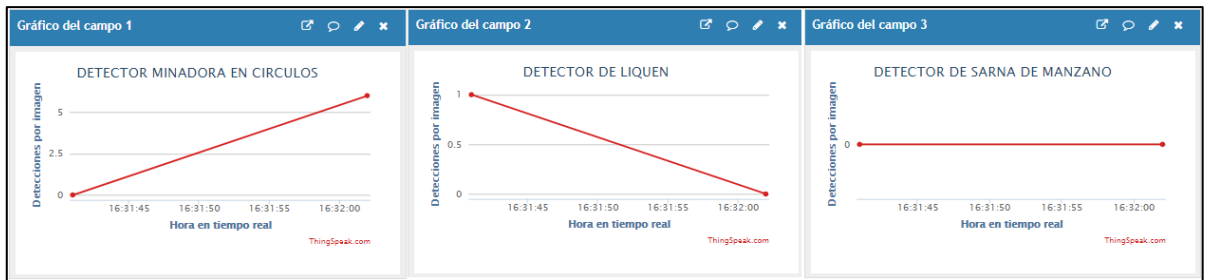 Gráfico del campo 1
DETECTOR MINADORA EN CIRCULOS
Detecciones por imagen
5
2.5
0
16:31:45 16:31:50 16:31:55 16:32:00
Hora en tiempo real
ThingSpeak.com
Gráfico del campo 2
DETECTOR DE LIQUEN
Detecciones por imagen
1
0.5
0
16:31:45 16:31:50 16:31:55 16:32:00
Hora en tiempo real
ThingSpeak.com
Gráfico del campo 3
DETECTOR DE SARNA DE MANZANO
Detecciones por imagen
0
16:31:45 16:31:50 16:31:55 16:32:00
Hora en tiempo real
ThingSpeak.com